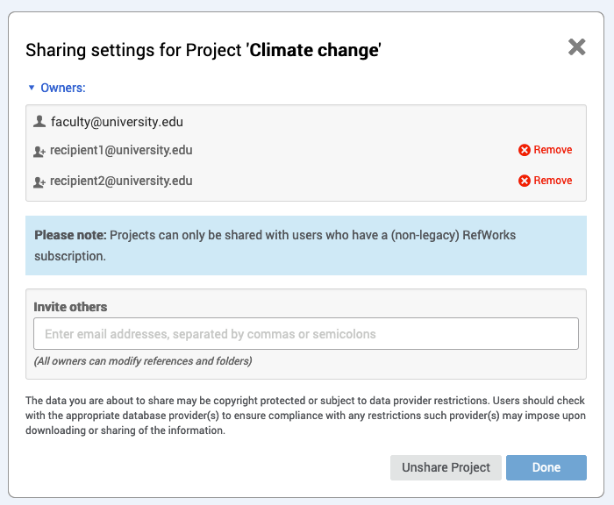 Sharing settings for Project 'Climate change'
Owners:
faculty@university.edu
recipient1@university.edu Remove
recipient2@university.edu Remove
Please note: Projects can only be shared with users who have a (non-legacy) RefWorks
subscription.
Invite others
Enter email addresses, separated by commas or semicolons
(All owners can modify references and folders)
The data you are about to share may be copyright protected or subject to data provider restrictions. Users should check
with the appropriate database provider(s) to ensure compliance with any restrictions such provider(s) may impose upon
downloading or sharing of the information.
Unshare Project Done